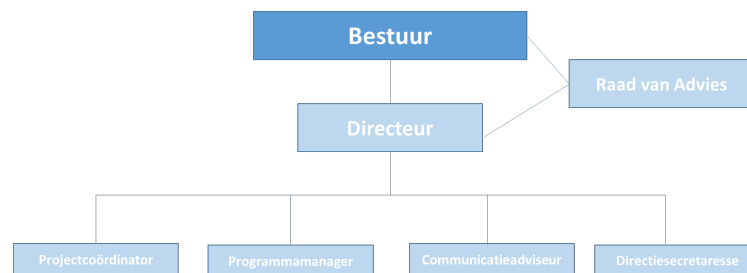 Bestuur
Raad van Advies
Directeur
Projectcoördinator
Programmamanager
Communicatieadviseur
Directiesecretaresse